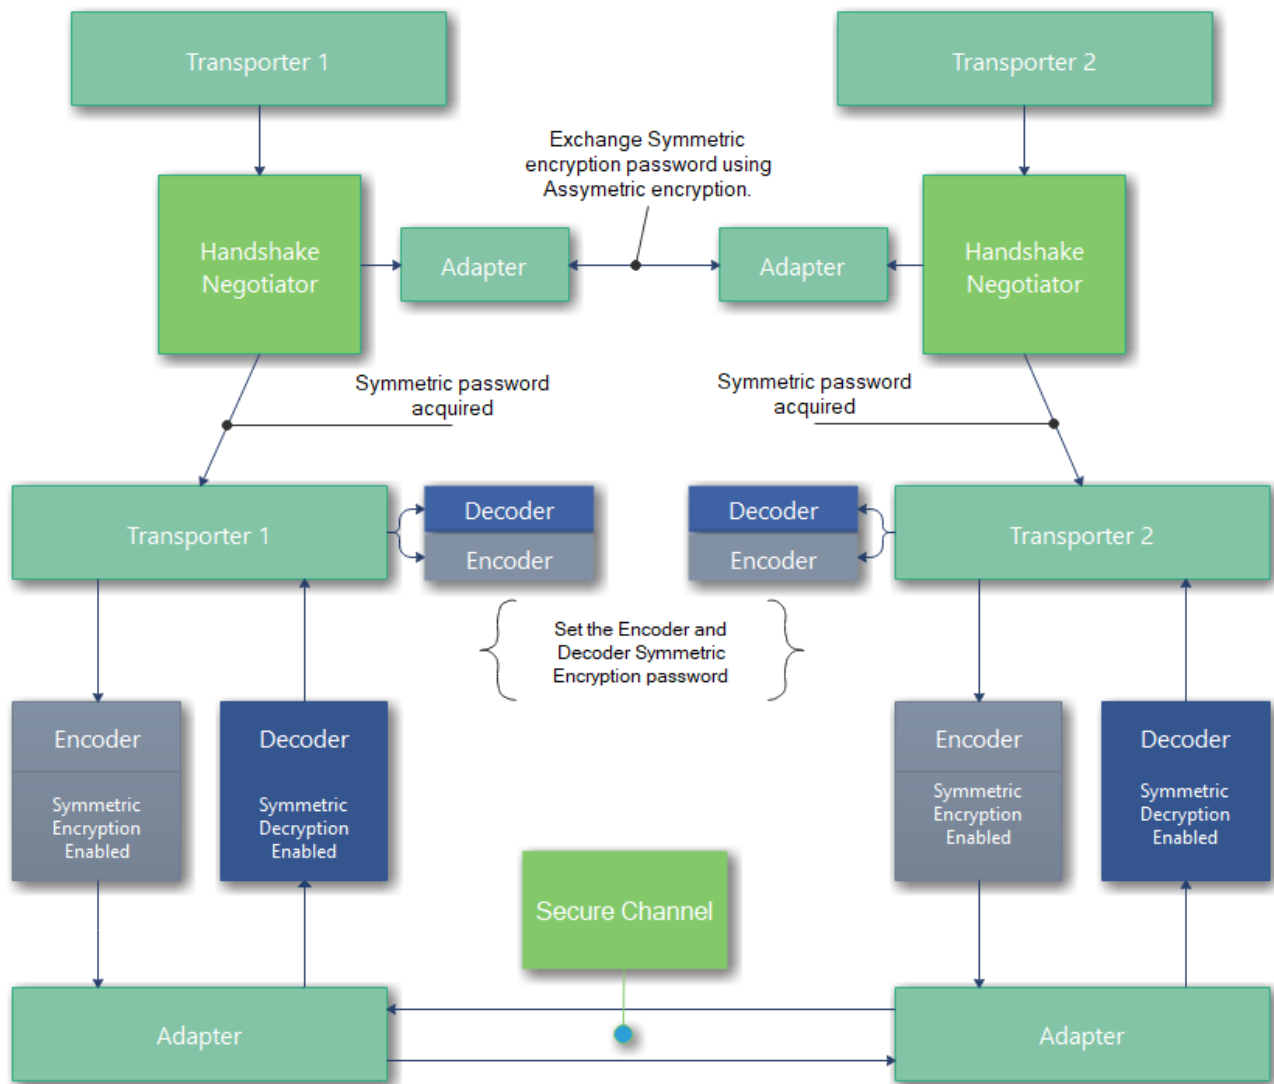 Transporter 1
Transporter 2
Exchange Symmetric
encryption password using
Assymetric encryption.
Handshake
Negotiator
Adapter
Adapter
Handshake
Negotiator
Symmetric password
acquired
Symmetric password
acquired
Transporter 1
Decoder
Encoder
Decoder
Encoder
Transporter 2
Set the Encoder and
Decoder Symmetric
Encryption password
Encoder
Symmetric
Encryption
Enabled
Decoder
Symmetric
Decryption
Enabled
Encoder
Symmetric
Encryption
Enabled
Decoder
Symmetric
Decryption
Enabled
Secure Channel
Adapter
Adapter